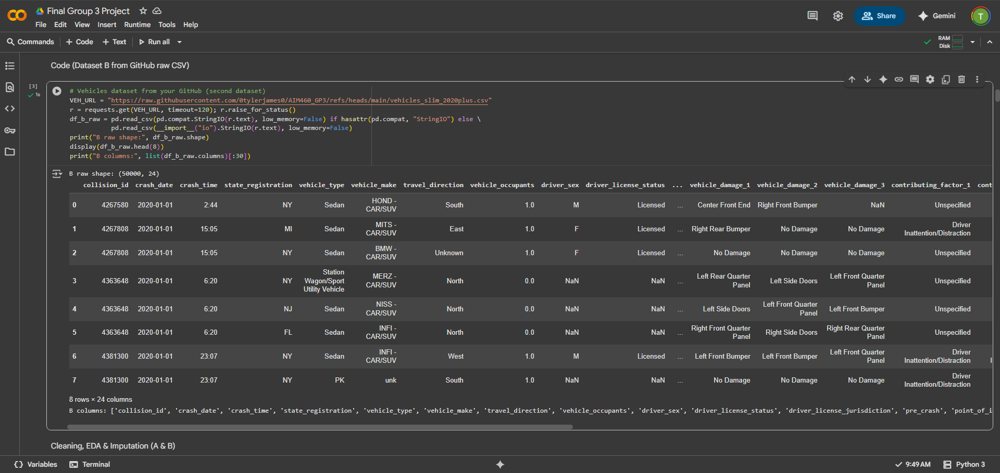 Final Group 3 Project
File Edit View Insert Runtime Tools Help
Share
Gemini
T
Commands + Code + Text Run all
RAM
Disk
Code (Dataset B from GitHub raw CSV)
[3]
1s
# Vehicles dataset from your GitHub (second dataset)
VEH_URL = "https://raw.githubusercontent.com/0tylerjames0/AIM460_GP3/refs/heads/main/vehicles_slim_2020plus.csv"
r = requests.get(VEH_URL, timeout=120); r.raise_for_status()
df_b_raw = pd.read_csv(pd.compat.StringIO(r.text), low_memory=False) if hasattr(pd.compat, "StringIO") else \
pd.read_csv(__import__("io").StringIO(r.text), low_memory=False)
print("B raw shape:", df_b_raw.shape)
display(df_b_raw.head(8))
print("B columns:", list(df_b_raw.columns)[:30])
B raw shape: (50000, 24)
collision_id crash_date crash_time state_registration vehicle_type vehicle_make travel_direction vehicle_occupants driver_sex driver_license_status ... vehicle_damage_1 vehicle_damage_2 vehicle_damage_3 contributing_factor_1 cont
0 4267580 2020-01-01 2:44 NY Sedan HOND - CAR/SUV South 1.0 M Licensed ... Center Front End Right Front Bumper NaN Unspecified
1 4267808 2020-01-01 15:05 MI Sedan MITS - CAR/SUV East 1.0 F Licensed ... Right Rear Bumper No Damage No Damage Driver Inattention/Distraction
2 4267808 2020-01-01 15:05 NY Sedan BMW - CAR/SUV Unknown 1.0 F Licensed ... No Damage No Damage No Damage Unspecified
3 4363648 2020-01-01 6:20 NY Station Wagon/Sport Utility Vehicle MERZ - CAR/SUV North 0.0 NaN NaN ... Left Rear Quarter Panel Left Side Doors Left Front Quarter Panel Unspecified
4 4363648 2020-01-01 6:20 NJ Sedan NISS - CAR/SUV North 0.0 NaN NaN ... Left Side Doors Left Front Quarter Panel Left Front Bumper Unspecified
5 4363648 2020-01-01 6:20 FL Sedan INFI - CAR/SUV North 0.0 NaN NaN ... Right Front Quarter Panel Right Side Doors Right Rear Quarter Panel Unspecified
6 4381300 2020-01-01 23:07 NY Sedan INFI - CAR/SUV West 1.0 M Licensed ... Left Front Bumper Left Front Bumper Left Front Quarter Panel Driver Inattention/Distraction
7 4381300 2020-01-01 23:07 NY PK unk South 1.0 NaN NaN ... No Damage No Damage No Damage Driver Inattention/Distraction
8 rows × 24 columns
B columns: ['collision_id', 'crash_date', 'crash_time', 'state_registration', 'vehicle_type', 'vehicle_make', 'travel_direction', 'vehicle_occupants', 'driver_sex', 'driver_license_status', 'driver_license_jurisdiction', 'pre_crash', 'point_of_i
Cleaning, EDA & Imputation (A & B)
Variables Terminal
9:49 AM Python 3